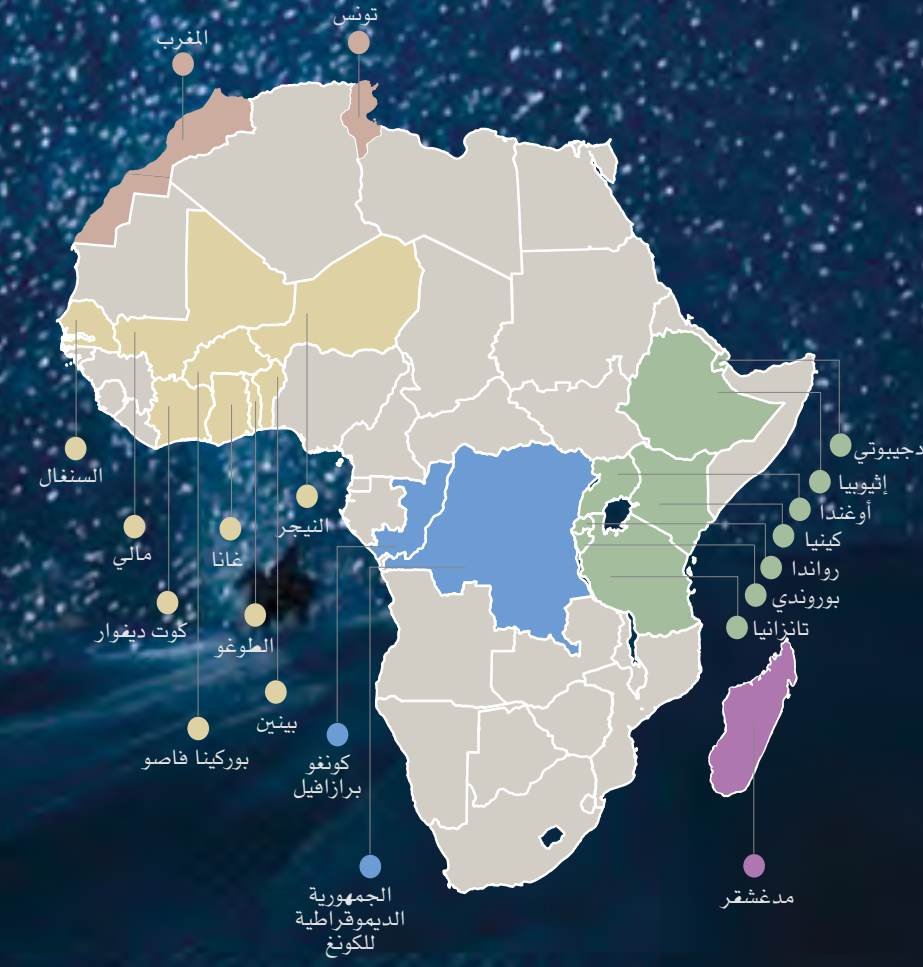 تونس
المغرب
دجيبوتي
إثيوبيا
أوغندا
كينيا
رواندا
بوروندي
تانزانيا
السنغال
مالي
غانا
النيجر
كوت ديفوار
الطوغو
بينين
بوركينا فاصو
كونغو
برازافيل
الجمهورية
الديموقراطية
للكونغ
مدغشقر